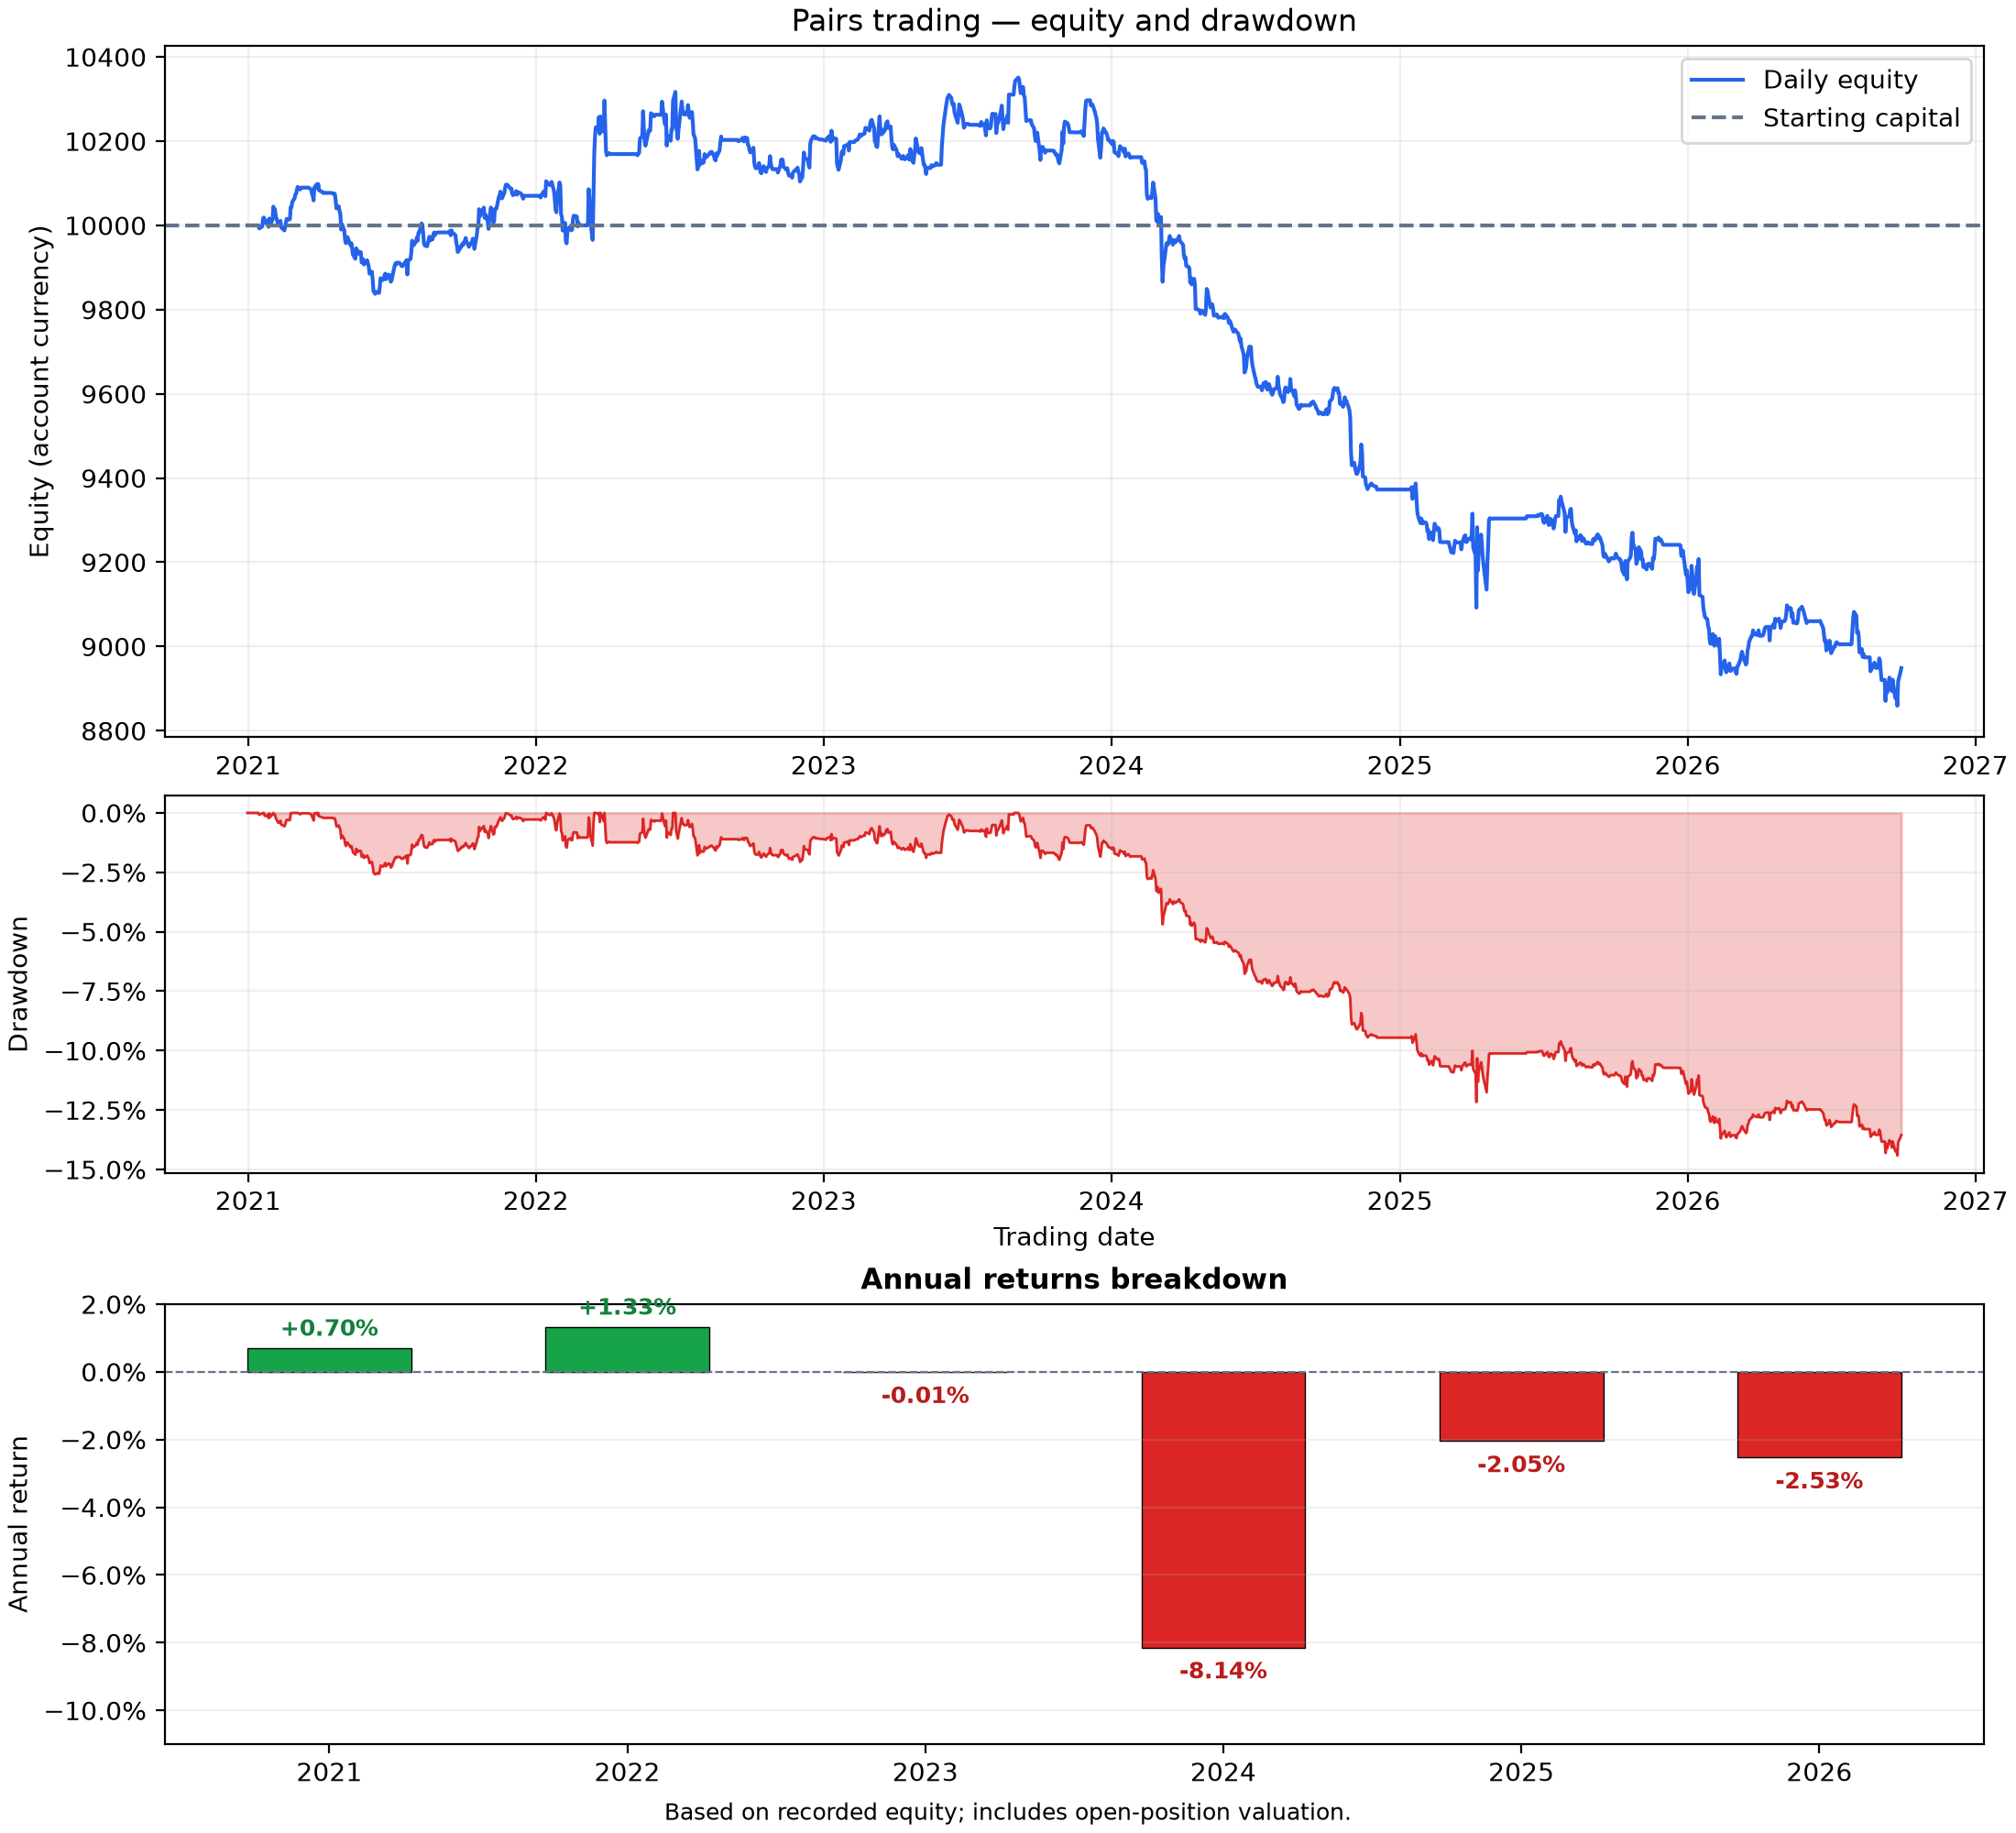 Pairs trading — equity and drawdown
Equity (account currency)
10400
10200
10000
9800
9600
9400
9200
9000
8800
Daily equity
Starting capital
2021 2022 2023 2024 2025 2026 2027
Drawdown
0.0%
−2.5%
−5.0%
−7.5%
−10.0%
−12.5%
−15.0%
2021 2022 2023 2024 2025 2026 2027
Trading date
Annual returns breakdown
Annual return
2.0%
0.0%
−2.0%
−4.0%
−6.0%
−8.0%
−10.0%
+0.70%
+1.33%
-0.01%
-8.14%
-2.05%
-2.53%
2021 2022 2023 2024 2025 2026
Based on recorded equity; includes open-position valuation.